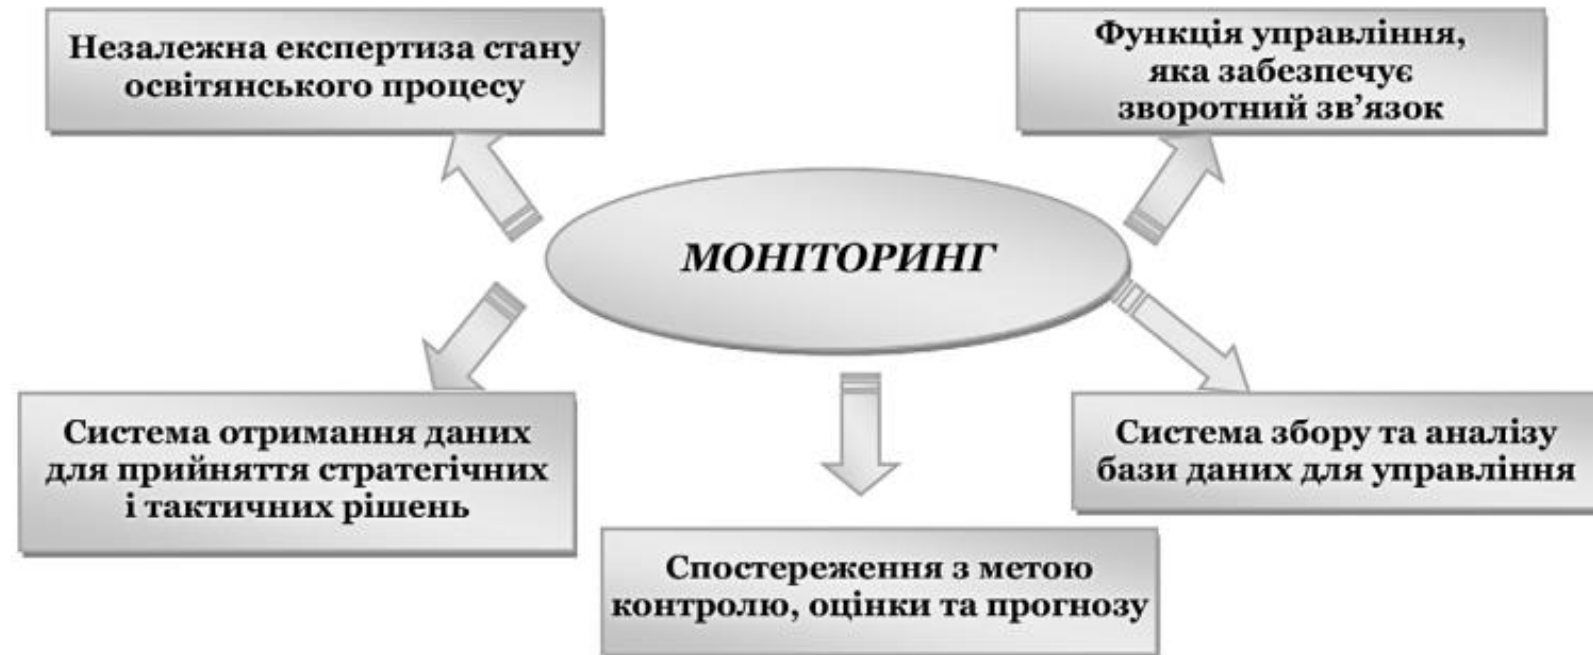 Незалежна експертиза стану
освітянського процесу
Функція управління,
яка забезпечує
зворотний зв’язок
МОНІТОРИНГ
Система отримання даних
для прийняття стратегічних
і тактичних рішень
Система збору та аналізу
бази даних для управління
Спостереження з метою
контролю, оцінки та прогнозу